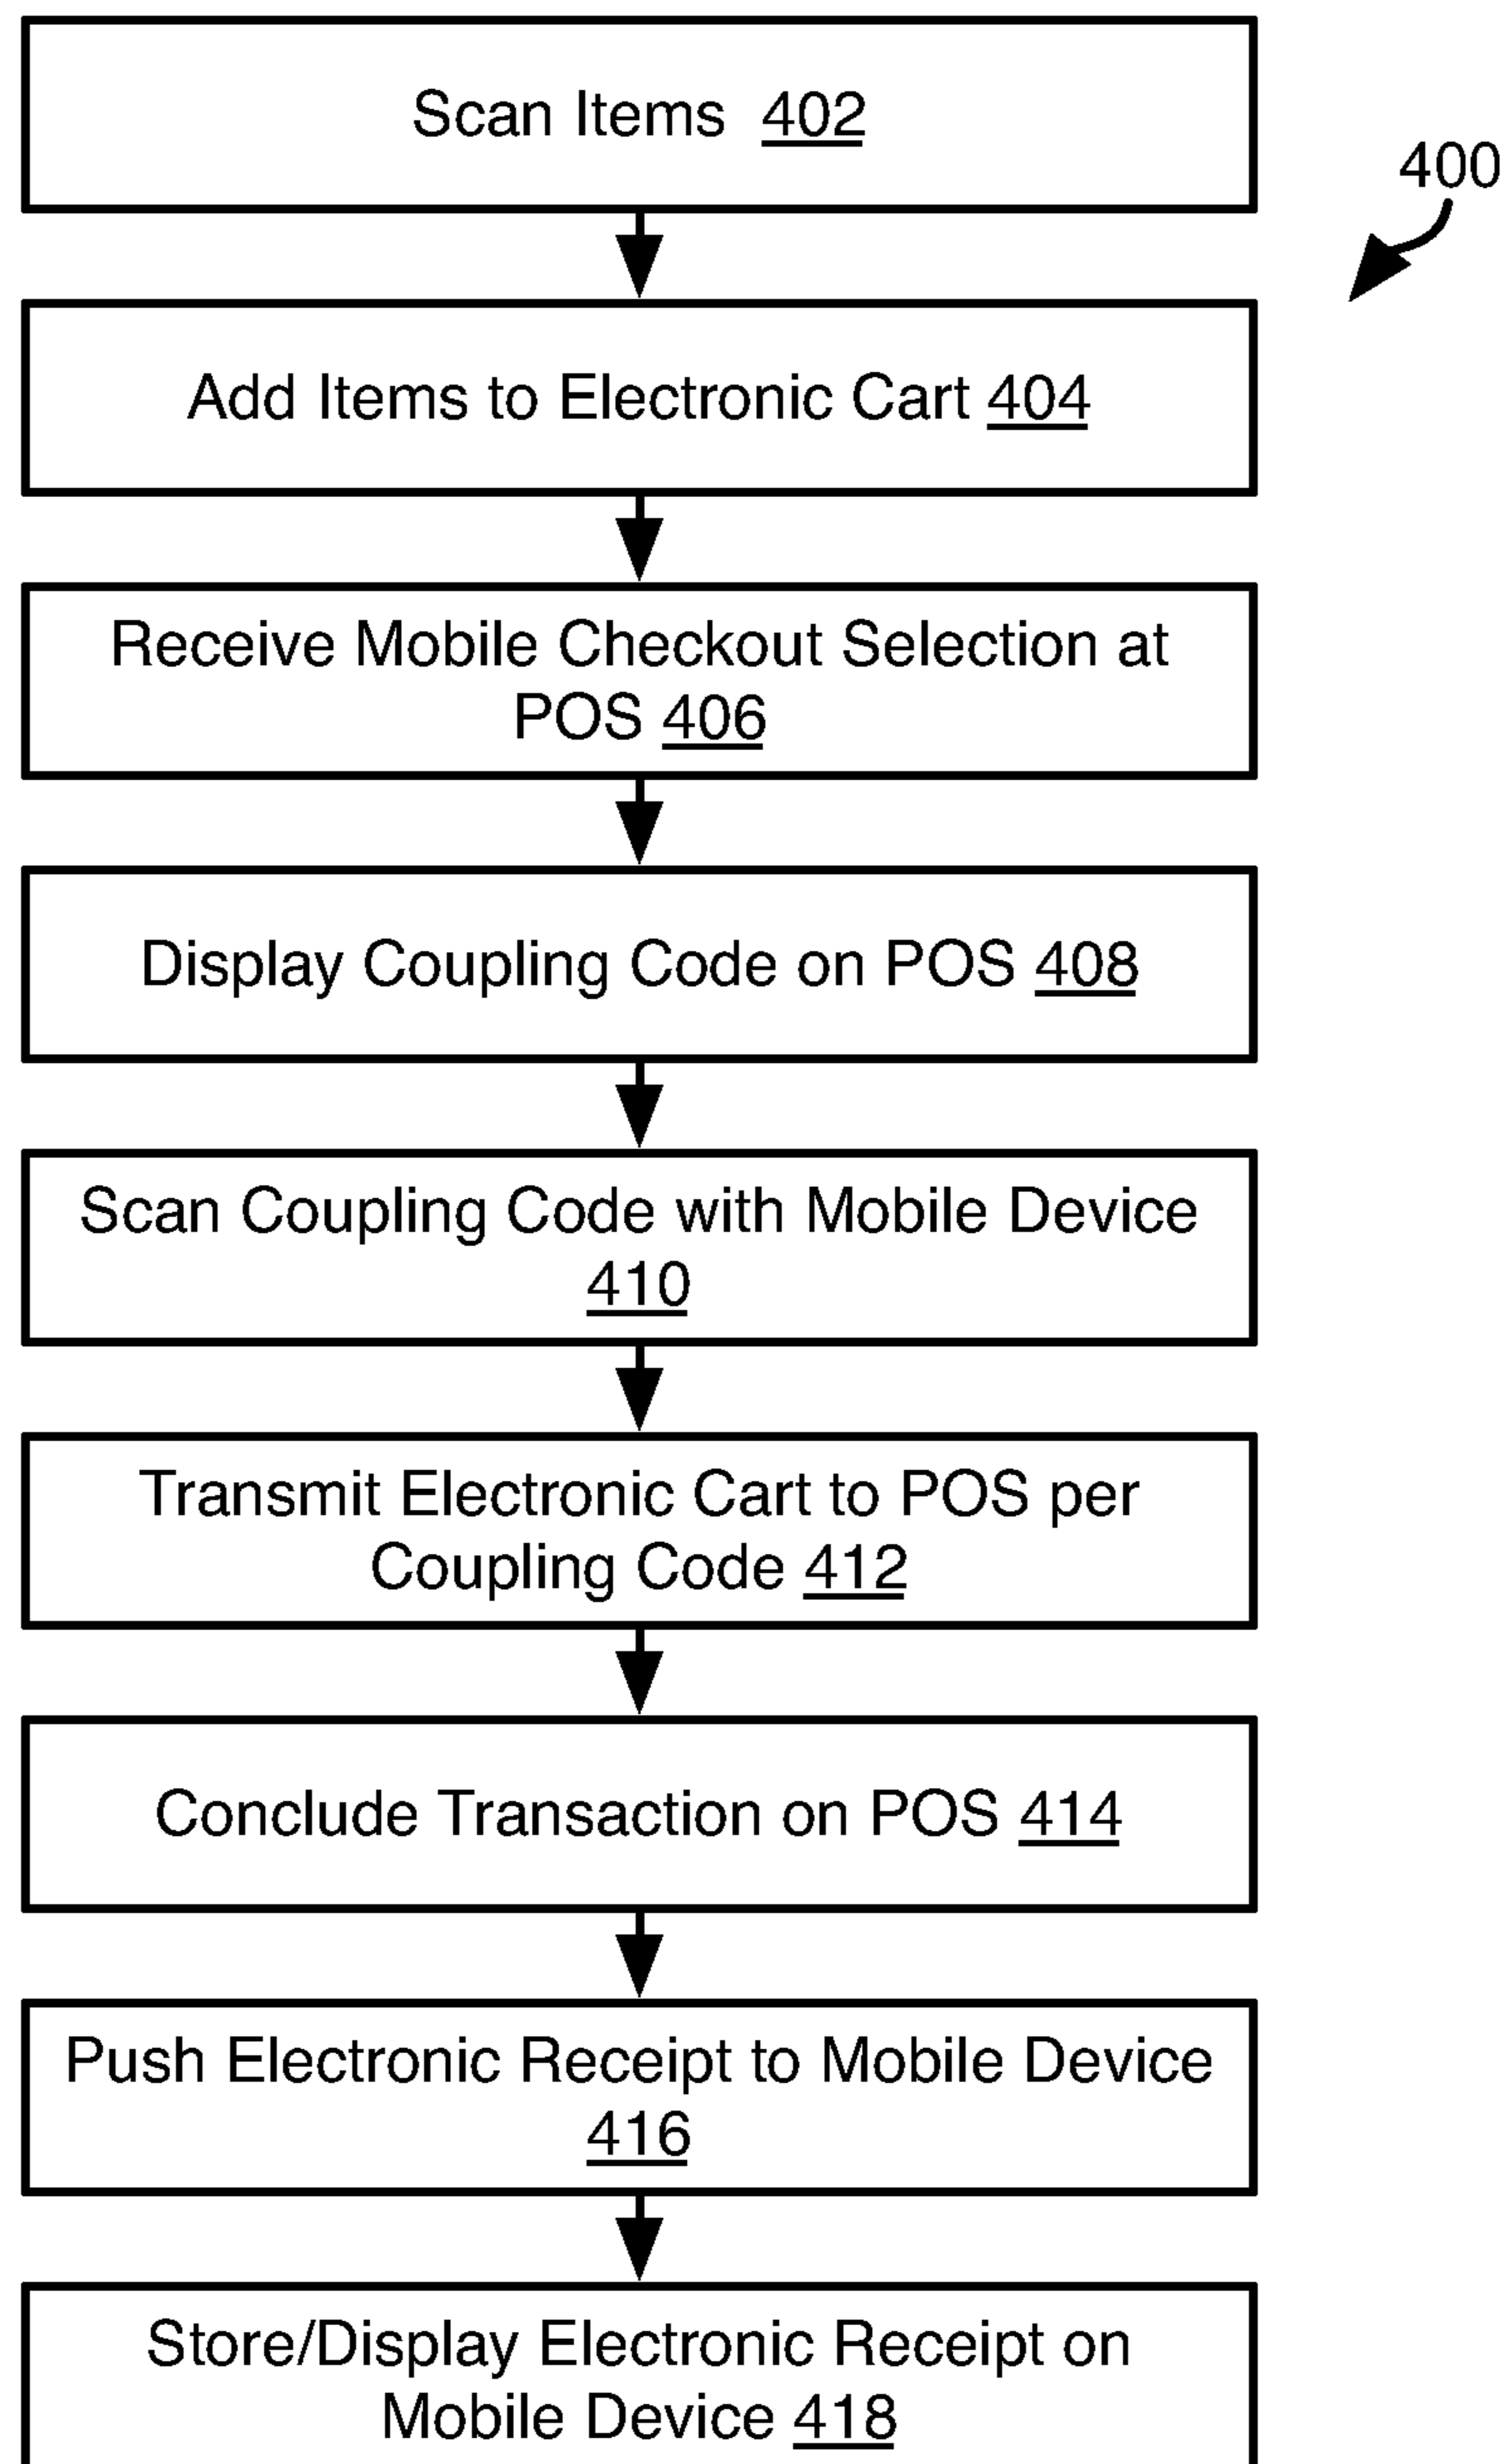 Scan Items 402
400
Add Items to Electronic Cart 404
Receive Mobile Checkout Selection at
POS 406
Display Coupling Code on POS 408
Scan Coupling Code with Mobile Device
410
Transmit Electronic Cart to POS per
Coupling Code 412
Conclude Transaction on POS 414
Push Electronic Receipt to Mobile Device
416
Store/Display Electronic Receipt on
Mobile Device 418